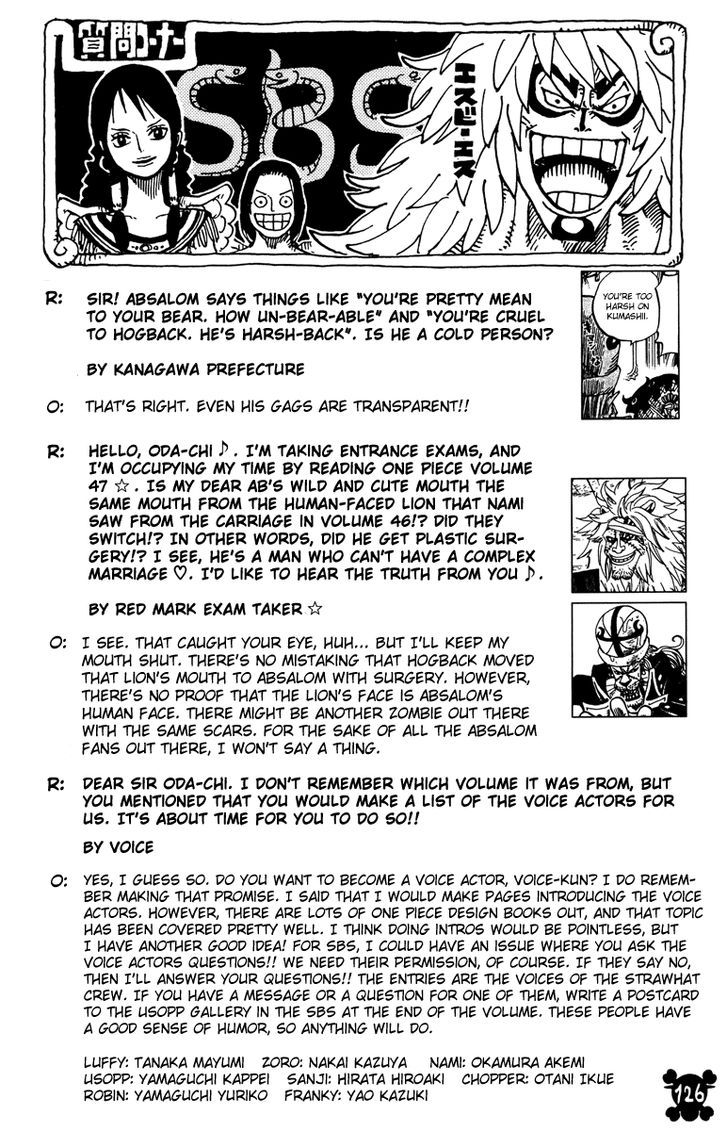 質問コーナー
SBS
エスビーエス
R: SIR! ABSALOM SAYS THINGS LIKE "YOU'RE PRETTY MEAN
TO YOUR BEAR. HOW UN-BEAR-ABLE" AND "YOU'RE CRUEL
TO HOGBACK. HE'S HARSH-BACK". IS HE A COLD PERSON?
BY KANAGAWA PREFECTURE
YOU'RE TOO
HARSH ON
KUMASHII.
O: THAT'S RIGHT. EVEN HIS GAGS ARE TRANSPARENT!!
R: HELLO, ODA-CHI ♪. I'M TAKING ENTRANCE EXAMS, AND
I'M OCCUPYING MY TIME BY READING ONE PIECE VOLUME
47 ☆. IS MY DEAR AB'S WILD AND CUTE MOUTH THE
SAME MOUTH FROM THE HUMAN-FACED LION THAT NAMI
SAW FROM THE CARRIAGE IN VOLUME 46!? DID THEY
SWITCH!? IN OTHER WORDS, DID HE GET PLASTIC SUR-
GERY!? I SEE, HE'S A MAN WHO CAN'T HAVE A COMPLEX
MARRIAGE ♡. I'D LIKE TO HEAR THE TRUTH FROM YOU ♪.
BY RED MARK EXAM TAKER ☆
O: I SEE. THAT CAUGHT YOUR EYE, HUH... BUT I'LL KEEP MY
MOUTH SHUT. THERE'S NO MISTAKING THAT HOGBACK MOVED
THAT LION'S MOUTH TO ABSALOM WITH SURGERY. HOWEVER,
THERE'S NO PROOF THAT THE LION'S FACE IS ABSALOM'S
HUMAN FACE. THERE MIGHT BE ANOTHER ZOMBIE OUT THERE
WITH THE SAME SCARS. FOR THE SAKE OF ALL THE ABSALOM
FANS OUT THERE, I WON'T SAY A THING.
R: DEAR SIR ODA-CHI. I DON'T REMEMBER WHICH VOLUME IT WAS FROM, BUT
YOU MENTIONED THAT YOU WOULD MAKE A LIST OF THE VOICE ACTORS FOR
US. IT'S ABOUT TIME FOR YOU TO DO SO!!
BY VOICE
O: YES, I GUESS SO. DO YOU WANT TO BECOME A VOICE ACTOR, VOICE-KUN? I DO REMEM-
BER MAKING THAT PROMISE. I SAID THAT I WOULD MAKE PAGES INTRODUCING THE VOICE
ACTORS. HOWEVER, THERE ARE LOTS OF ONE PIECE DESIGN BOOKS OUT, AND THAT TOPIC
HAS BEEN COVERED PRETTY WELL. I THINK DOING INTROS WOULD BE POINTLESS, BUT
I HAVE ANOTHER GOOD IDEA! FOR SBS, I COULD HAVE AN ISSUE WHERE YOU ASK THE
VOICE ACTORS QUESTIONS!! WE NEED THEIR PERMISSION, OF COURSE. IF THEY SAY NO,
THEN I'LL ANSWER YOUR QUESTIONS!! THE ENTRIES ARE THE VOICES OF THE STRAWHAT
CREW. IF YOU HAVE A MESSAGE OR A QUESTION FOR ONE OF THEM, WRITE A POSTCARD
TO THE USOPP GALLERY IN THE SBS AT THE END OF THE VOLUME. THESE PEOPLE HAVE
A GOOD SENSE OF HUMOR, SO ANYTHING WILL DO.
LUFFY: TANAKA MAYUMI ZORO: NAKAI KAZUYA NAMI: OKAMURA AKEMI
USOPP: YAMAGUCHI KAPPEI SANJI: HIRATA HIROAKI CHOPPER: OTANI IKUE
ROBIN: YAMAGUCHI YURIKO FRANKY: YAO KAZUKI
126